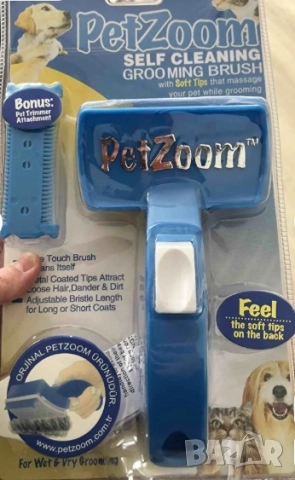 PetZoom
SELF CLEANING
GROOMING BRUSH
with Soft Tips that massage
your pet while grooming
Bonus:
Pet Trimmer
Attachment
PetZoom™
Touch Brush
Itself
Coated Tips Attract
Hair, Dander & Dirt
Adjustable Bristle Length
for Long or Short Coats
Feel
the soft tips
on the back
ORJİNAL PETZOOM ÜRÜNÜDÜR
www.petzoom.com.tr
For Wet & Dry Grooming
BAZAR